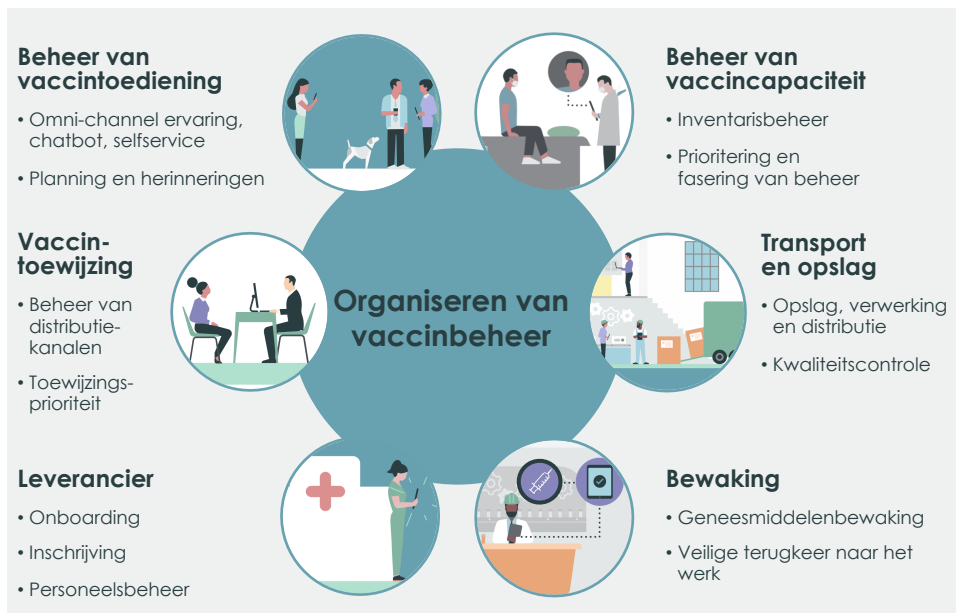 Beheer van
vaccintoediening
• Omni-channel ervaring,
chatbot, selfservice
• Planning en herinneringen
Beheer van
vaccincapaciteit
• Inventarisbeheer
• Prioritering en
fasering van beheer
Vaccin-
toewijzing
• Beheer van
distributie-
kanalen
• Toewijzings-
prioriteit
Organiseren van
vaccinbeheer
Transport
en opslag
• Opslag, verwerking
en distributie
• Kwaliteitscontrole
Leverancier
• Onboarding
• Inschrijving
• Personeelsbeheer
Bewaking
• Geneesmiddelenbewaking
• Veilige terugkeer naar het
werk